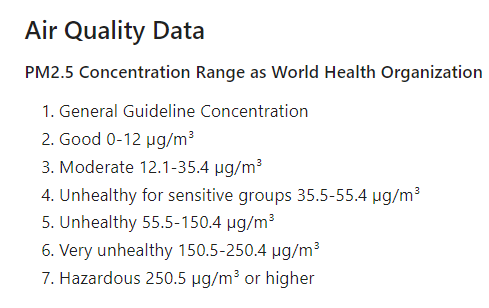 Air Quality Data
PM2.5 Concentration Range as World Health Organization
1. General Guideline Concentration
2. Good 0-12 µg/m³
3. Moderate 12.1-35.4 µg/m³
4. Unhealthy for sensitive groups 35.5-55.4 µg/m³
5. Unhealthy 55.5-150.4 µg/m³
6. Very unhealthy 150.5-250.4 µg/m³
7. Hazardous 250.5 µg/m³ or higher